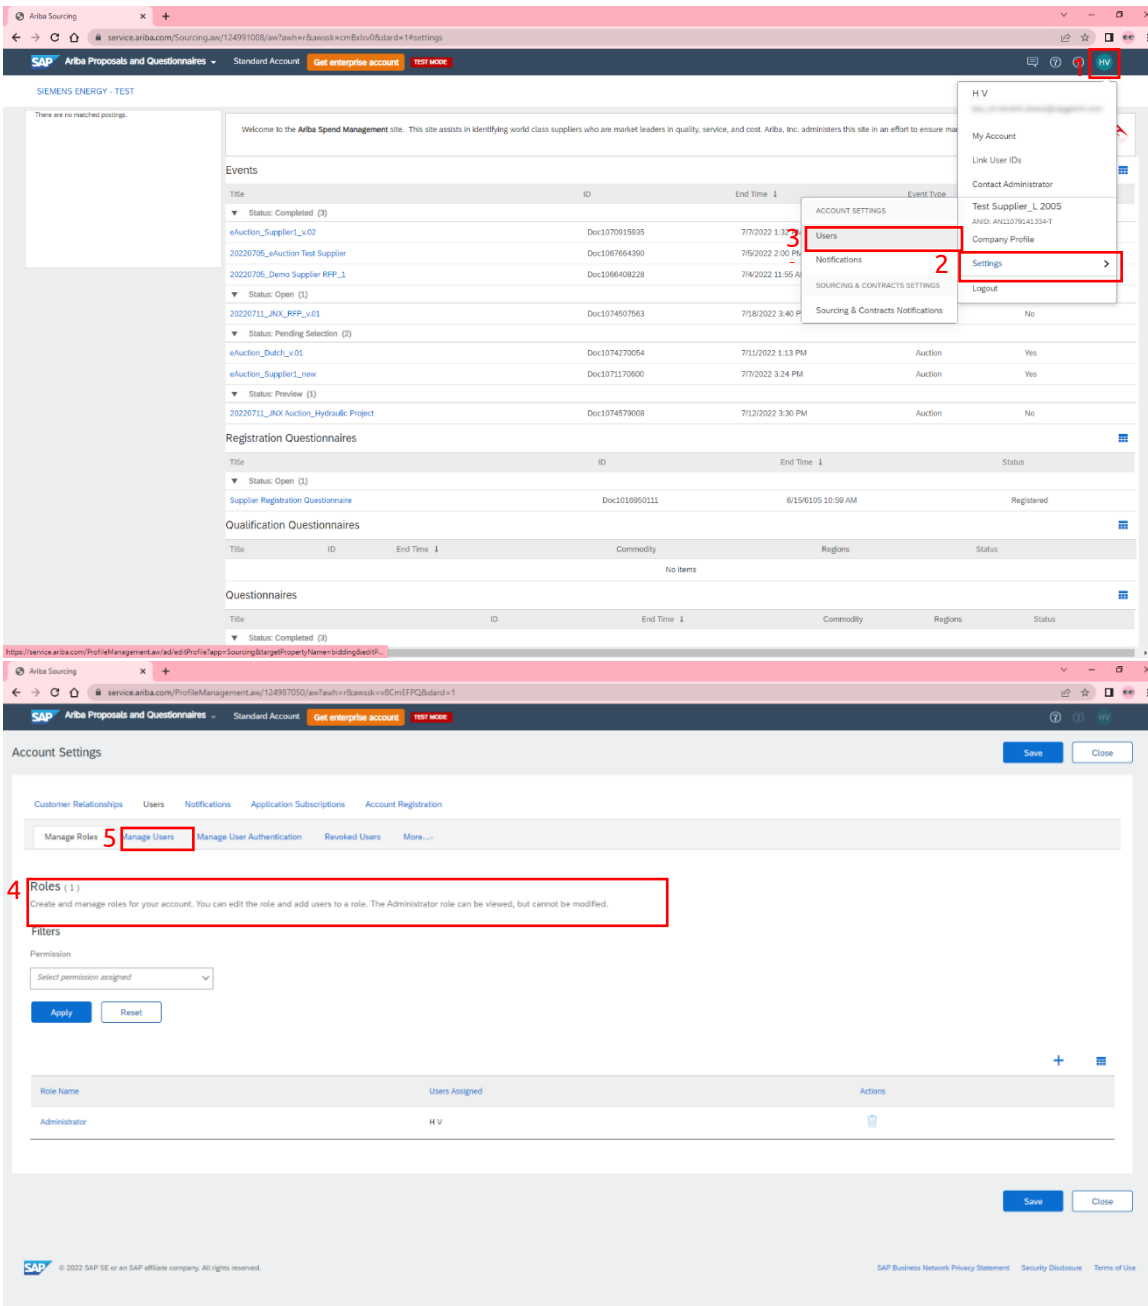 Ariba Sourcing
service.ariba.com/Sourcing.aw/124991008/aw?awh=r&awssk=cmBxlsv0&dard=1#settings
SAP Ariba Proposals and Questionnaires Standard Account Get enterprise account TEST MODE 1 HV
SIEMENS ENERGY - TEST
There are no matched postings.
Welcome to the Ariba Spend Management site. This site assists in identifying world class suppliers who are market leaders in quality, service, and cost. Ariba, Inc. administers this site in an effort to ensure
H V
My Account
Link User IDs
Contact Administrator
Test Supplier_L 2005
ANID: AN11079141334-T
Company Profile
2 Settings
Logout
ACCOUNT SETTINGS
3 Users
Notifications
SOURCING & CONTRACTS SETTINGS
Sourcing & Contracts Notifications
Events
Title ID End Time Event Type
Status: Completed (3)
eAuction_Supplier1_v.02 Doc1070915935 7/7/2022 1:32
20220705_eAuction Test Supplier Doc1067664390 7/5/2022 2:00 PM
20220705_Demo Supplier RFP_1 Doc1066408228 7/4/2022 11:55
Status: Open (1)
20220711_JNX_RFP_v.01 Doc1074507563 7/18/2022 3:40 No
Status: Pending Selection (2)
eAuction_Dutch_v.01 Doc1074270054 7/11/2022 1:13 PM Auction Yes
eAuction_Supplier1_new Doc1071170600 7/7/2022 3:24 PM Auction Yes
Status: Preview (1)
20220711_JNX Auction_Hydraulic Project Doc1074579008 7/12/2022 3:30 PM Auction No
Registration Questionnaires
Title ID End Time Status
Status: Open (1)
Supplier Registration Questionnaire Doc1016950111 6/15/6105 10:59 AM Registered
Qualification Questionnaires
Title ID End Time Commodity Regions Status
No items
Questionnaires
Title ID End Time Commodity Regions Status
Status: Completed (3)
https://service.ariba.com/ProfileManagement.aw/ad/editProfile?app=Sourcing&targetPropertyName=bidding&editP...
Ariba Sourcing
service.ariba.com/ProfileManagement.aw/124987050/aw?awh=r&awssk=v8CmEFPQ&dard=1
SAP Ariba Proposals and Questionnaires Standard Account Get enterprise account TEST MODE HV
Account Settings Save Close
Customer Relationships Users Notifications Application Subscriptions Account Registration
Manage Roles 5 Manage Users Manage User Authentication Revoked Users More...
4 Roles (1)
Create and manage roles for your account. You can edit the role and add users to a role. The Administrator role can be viewed, but cannot be modified.
Filters
Permission
Select permission assigned
Apply Reset
Role Name Users Assigned Actions
Administrator H V
Save Close
SAP © 2022 SAP SE or an SAP affiliate company. All rights reserved. SAP Business Network Privacy Statement Security Disclosure Terms of Use